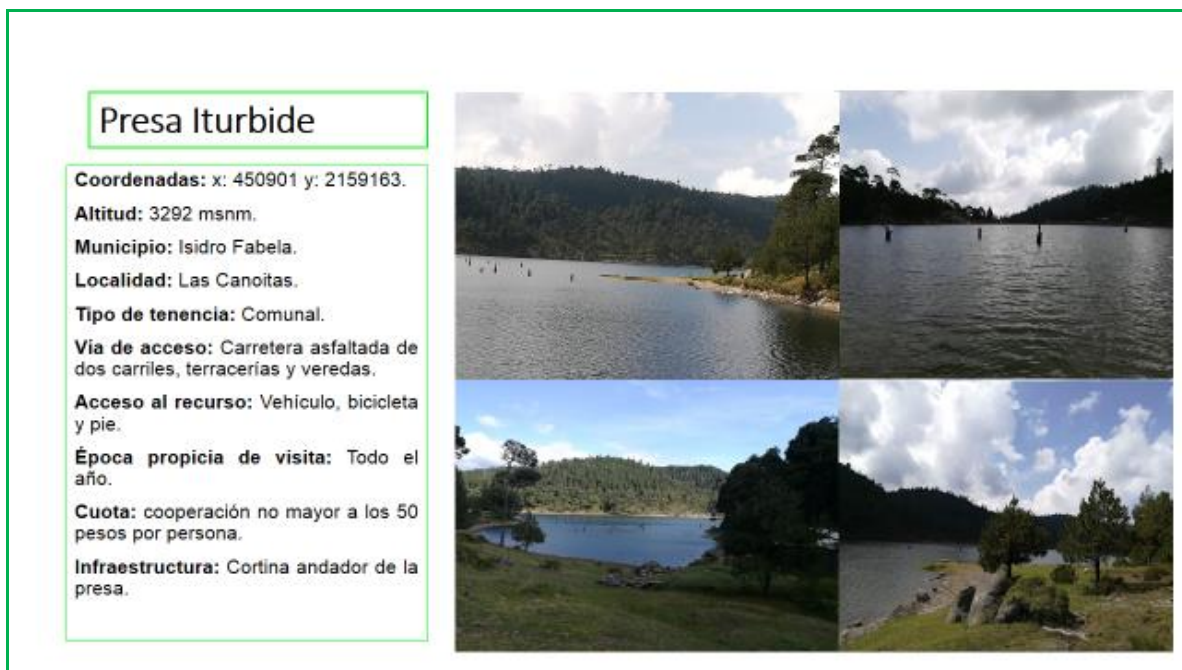 Presa Iturbide
Coordenadas: x: 450901 y: 2159163.
Altitud: 3292 msnm.
Municipio: Isidro Fabela.
Localidad: Las Canoitas.
Tipo de tenencia: Comunal.
Vía de acceso: Carretera asfaltada de
dos carriles, terracerías y veredas.
Acceso al recurso: Vehículo, bicicleta
y pie.
Época propicia de visita: Todo el
año.
Cuota: cooperación no mayor a los 50
pesos por persona.
Infraestructura: Cortina andador de la
presa.